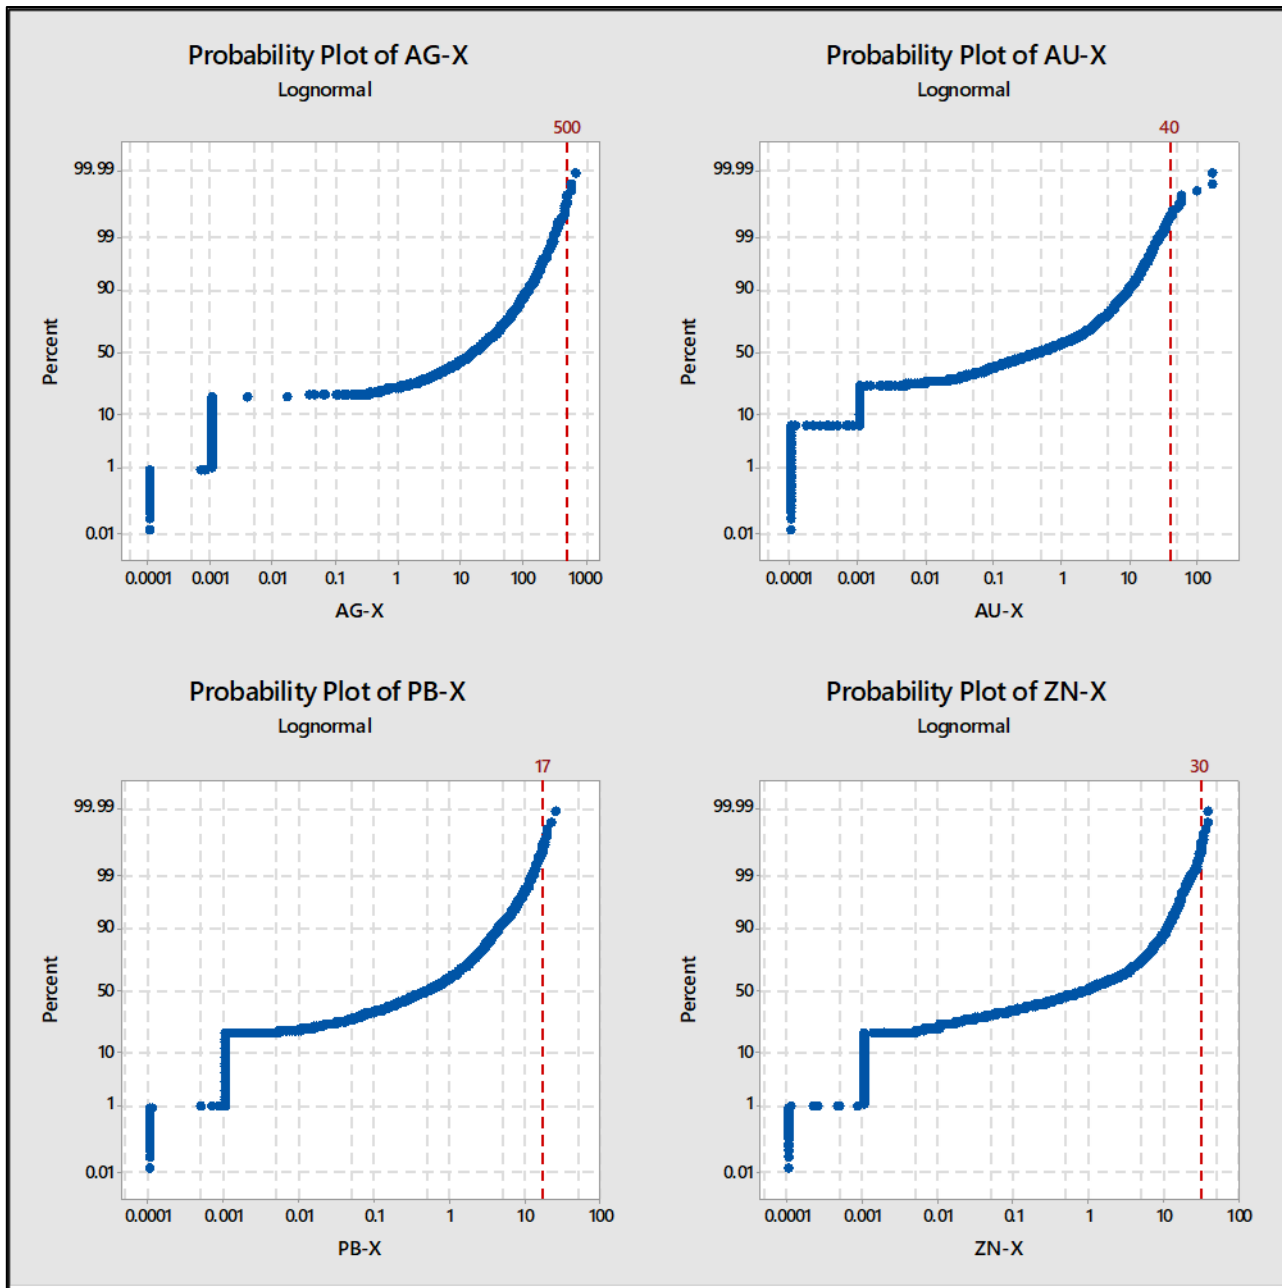 Probability Plot of AG-X
Lognormal
500
99.99
99
90
50
10
1
0.01
Percent
0.0001 0.001 0.01 0.1 1 10 100 1000
AG-X
Probability Plot of AU-X
Lognormal
40
99.99
99
90
50
10
1
0.01
Percent
0.0001 0.001 0.01 0.1 1 10 100
AU-X
Probability Plot of PB-X
Lognormal
17
99.99
99
90
50
10
1
0.01
Percent
0.0001 0.001 0.01 0.1 1 10 100
PB-X
Probability Plot of ZN-X
Lognormal
30
99.99
99
90
50
10
1
0.01
Percent
0.0001 0.001 0.01 0.1 1 10 100
ZN-X